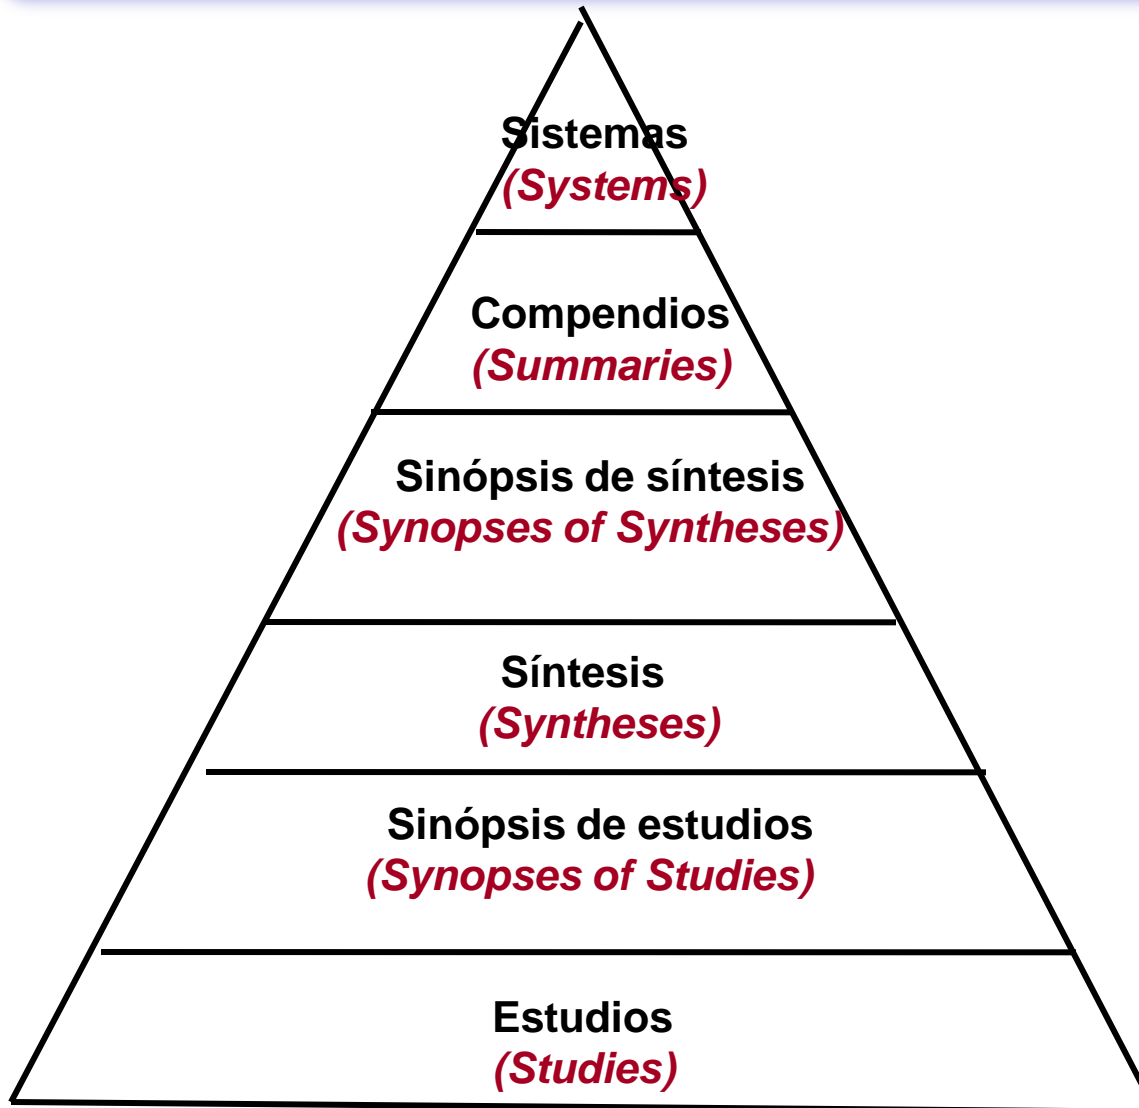 Sistemas
(Systems)
Compendios
(Summaries)
Sinópsis de síntesis
(Synopses of Syntheses)
Síntesis
(Syntheses)
Sinópsis de estudios
(Synopses of Studies)
Estudios
(Studies)